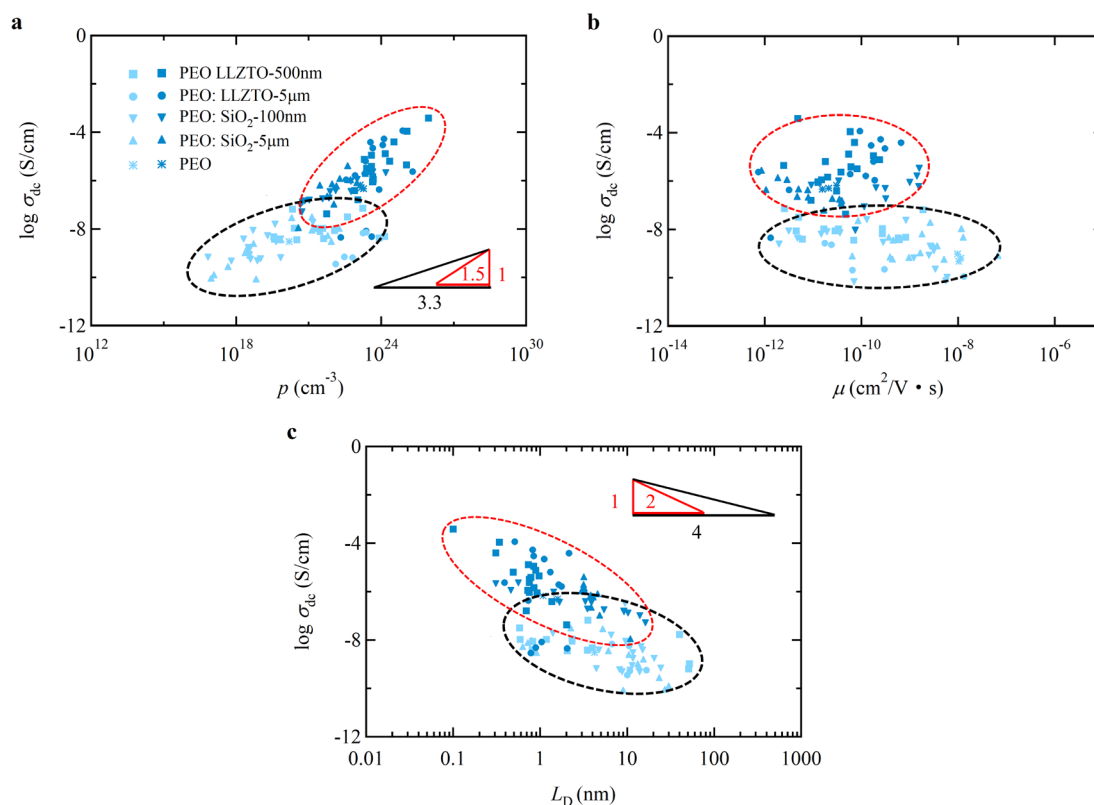 a
0
-4
-8
-12
log σdc (S/cm)
PEO LLZTO-500nm
PEO: LLZTO-5μm
PEO: SiO2-100nm
PEO: SiO2-5μm
PEO
1.5
1
3.3
10^12
10^18
10^24
10^30
p (cm^-3)
b
0
-4
-8
-12
log σdc (S/cm)
10^-14
10^-12
10^-10
10^-8
10^-6
μ (cm^2/V • s)
c
0
-4
-8
-12
log σdc (S/cm)
1
2
4
0.01
0.1
1
10
100
1000
LD (nm)